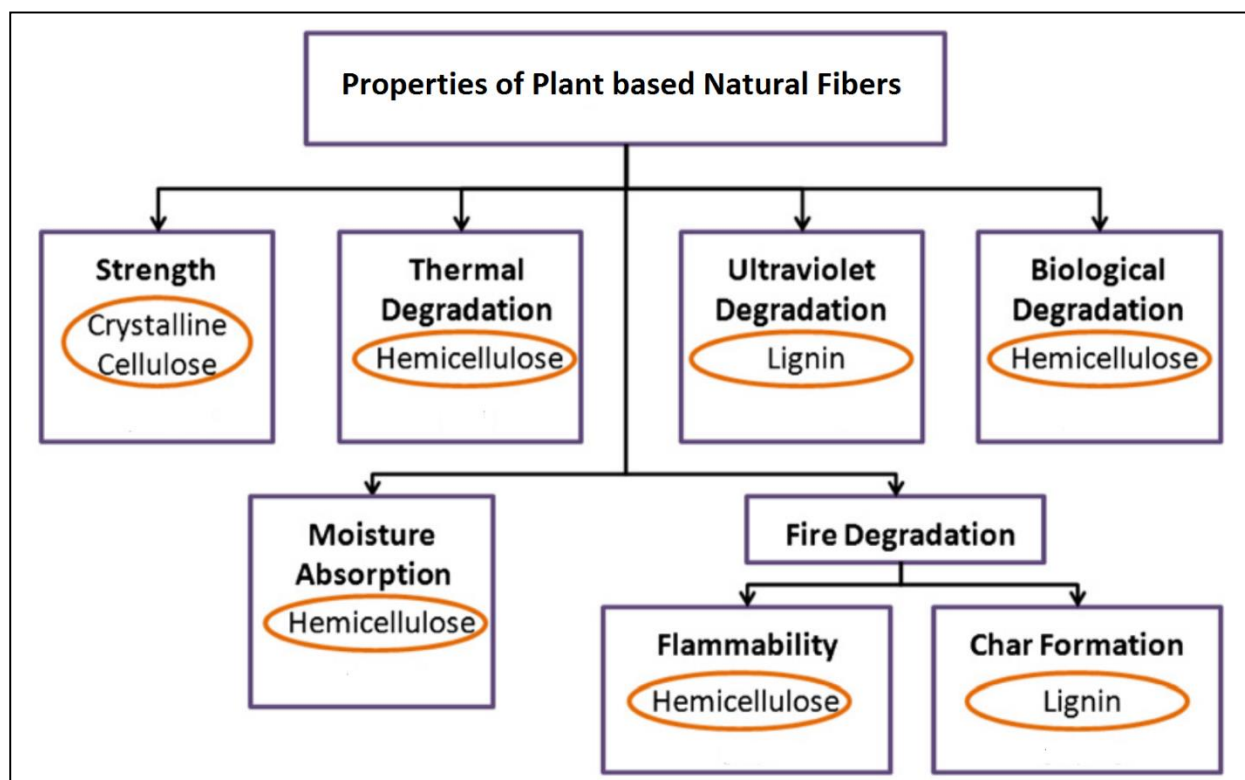 Properties of Plant based Natural Fibers
Strength
Crystalline
Cellulose
Thermal
Degradation
Hemicellulose
Ultraviolet
Degradation
Lignin
Biological
Degradation
Hemicellulose
Moisture
Absorption
Hemicellulose
Fire Degradation
Flammability
Hemicellulose
Char Formation
Lignin